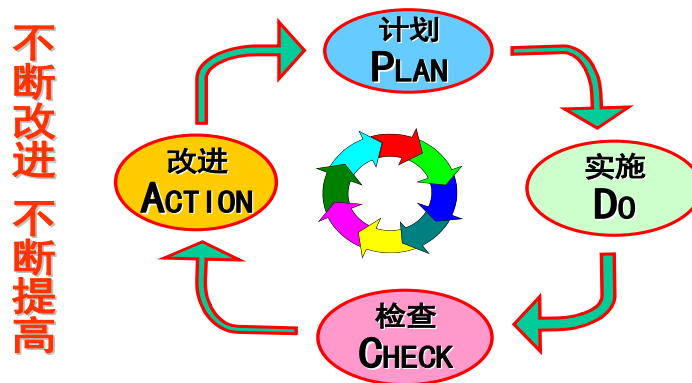 不断改进 不断提高
计划
PLAN
实施
DO
检查
CHECK
改进
ACTION